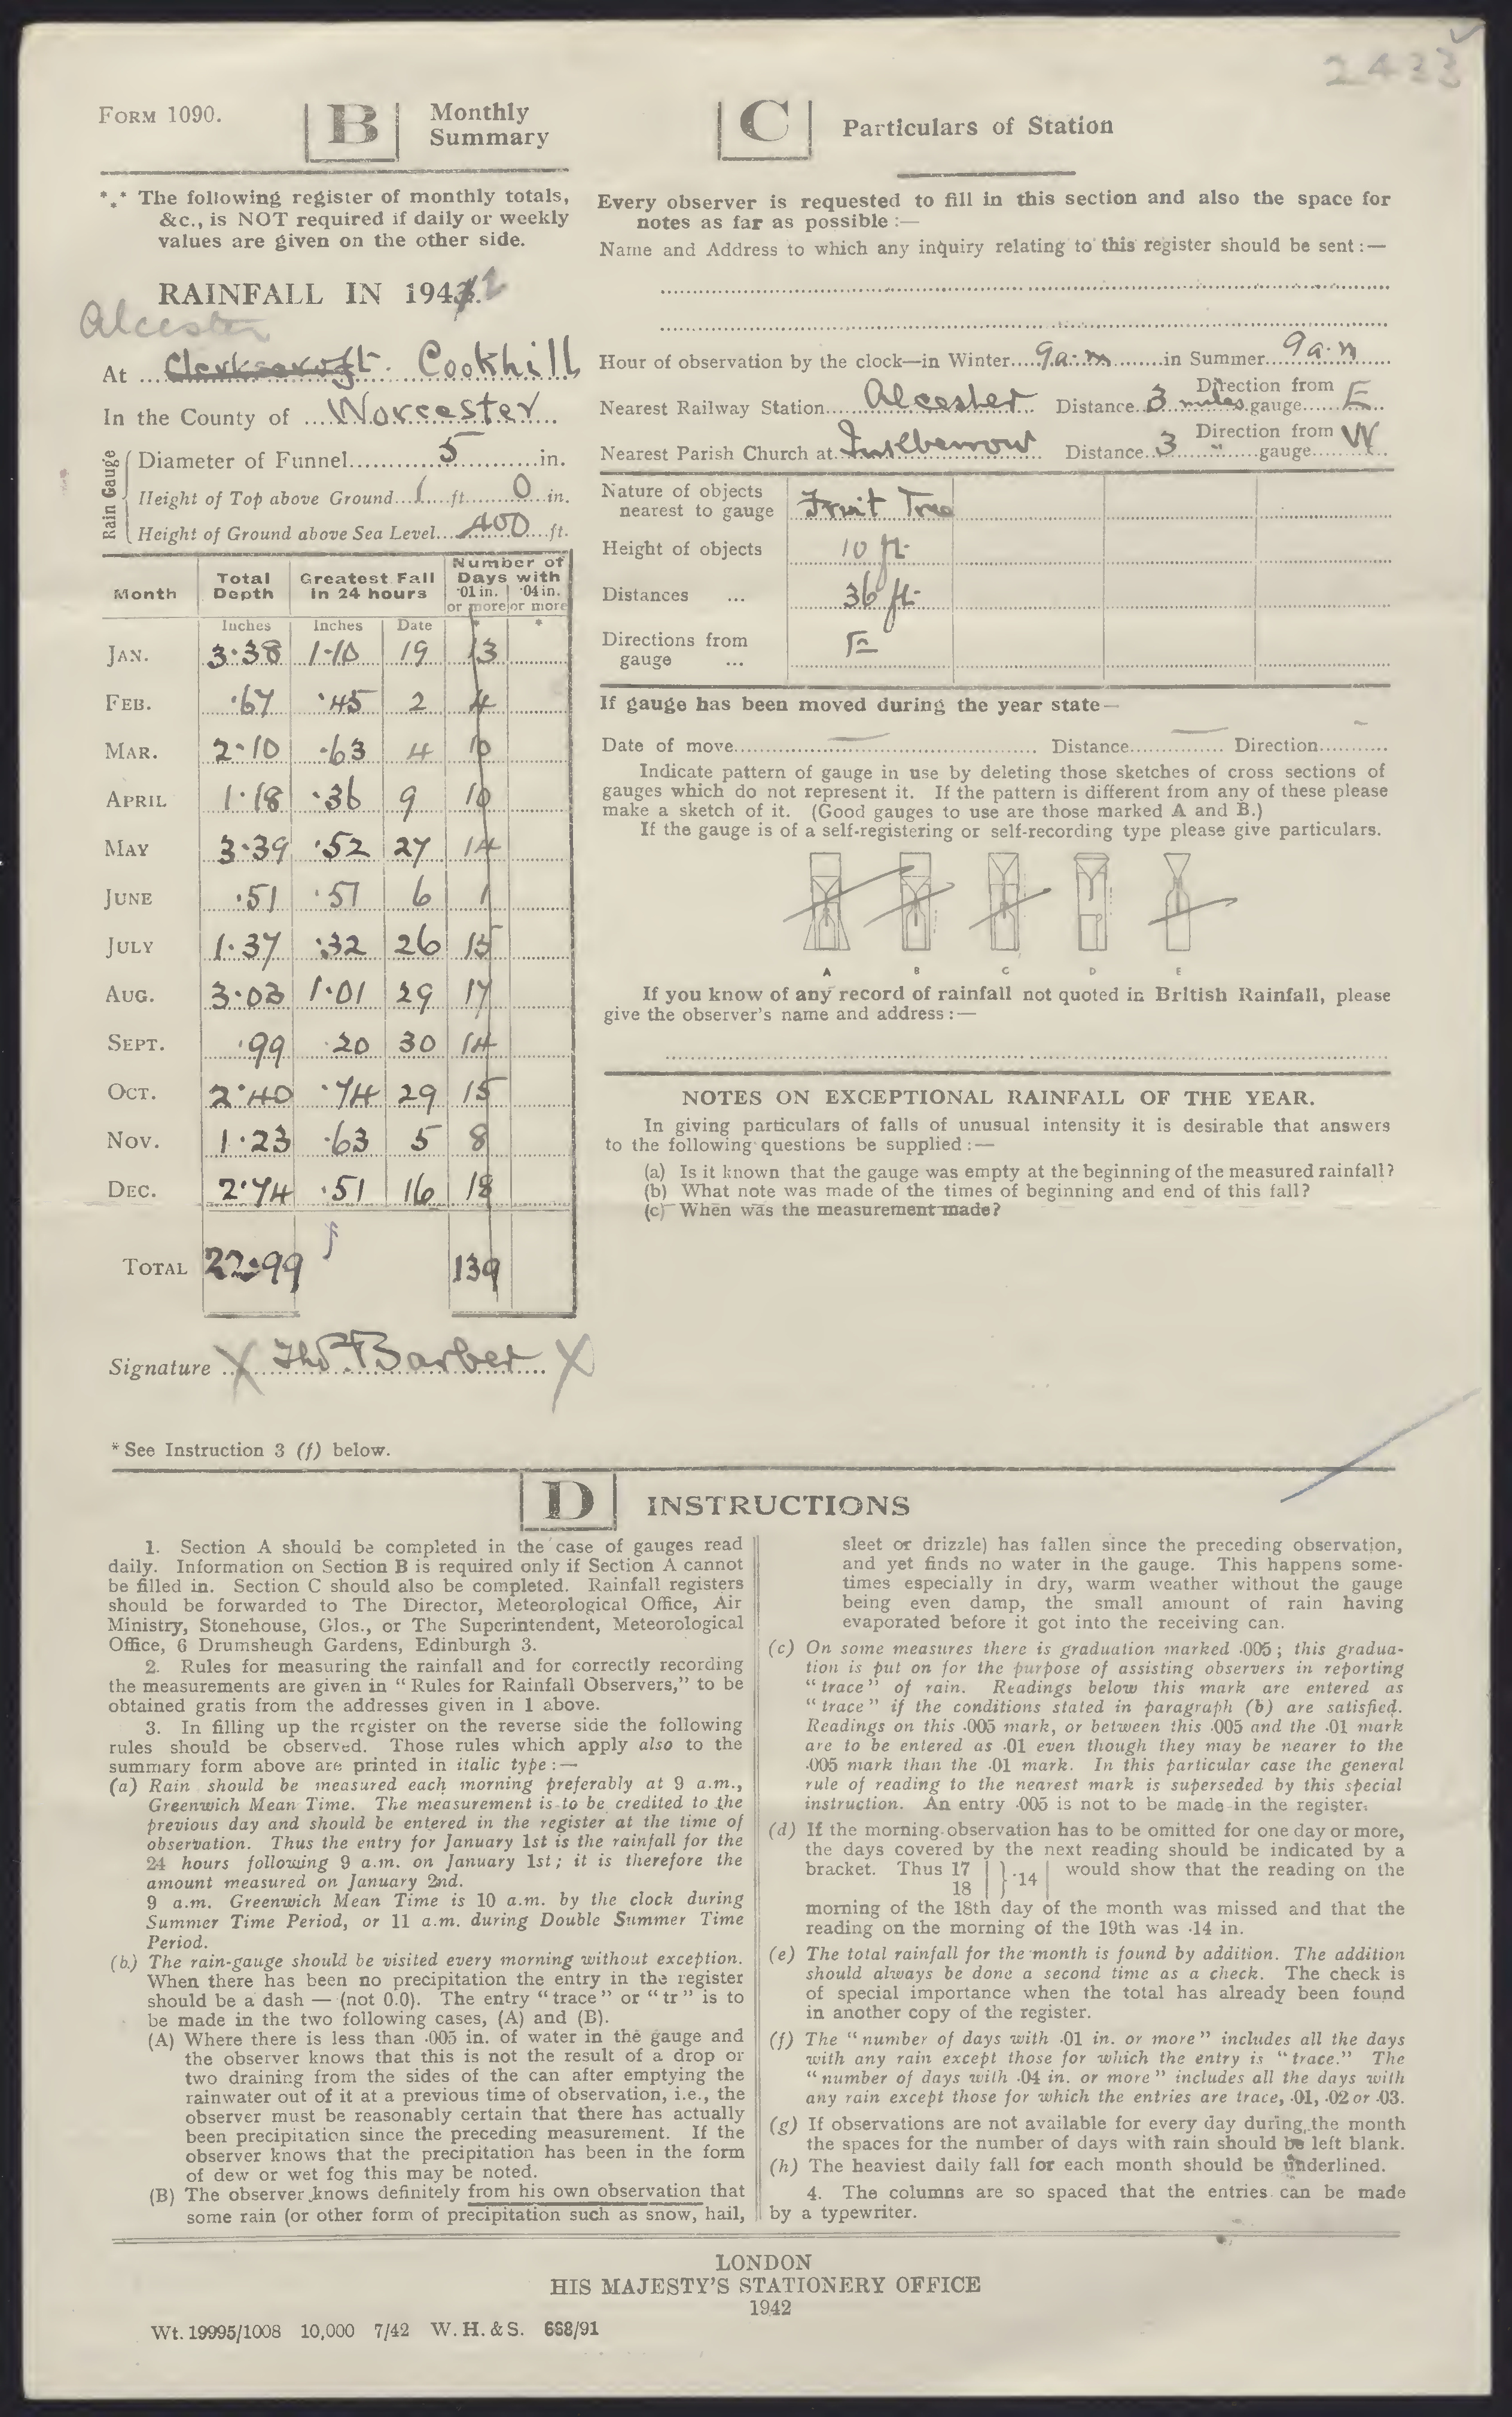 2433
FORM 1090.
B
Monthly
Summary
*** The following register of monthly totals,
&c., is NOT required if daily or weekly
values are given on the other side.
RAINFALL IN 1942
Alcester
At Clerkscroft. Cookhill
In the County of Worcester
Rain Gauge
Diameter of Funnel 5 in.
Height of Top above Ground 1 ft. 0 in.
Height of Ground above Sea Level 400 ft.
Month Total Depth Greatest Fall in 24 hours Number of Days with
·01 in. or more ·04 in. or more
Inches Inches Date * *
JAN. 3·38 1·10 19 13
FEB. ·67 ·45 2 4
MAR. 2·10 ·63 4 10
APRIL 1·18 ·36 9 10
MAY 3·39 ·52 27 14
JUNE ·51 ·51 6 1
JULY 1·37 ·32 26 15
AUG. 3·03 1·01 29 17
SEPT. ·99 ·20 30 14
OCT. 2·40 ·74 29 15
NOV. 1·23 ·63 5 8
DEC. 2·74 ·51 16 18
TOTAL 22·99 139
Signature X Thos Barber X
* See Instruction 3 (f) below.
C
Particulars of Station
Every observer is requested to fill in this section and also the space for
notes as far as possible :—
Name and Address to which any inquiry relating to this register should be sent :—
Hour of observation by the clock—in Winter 9 a.m in Summer 9 a.m
Nearest Railway Station Alcester Distance 3 miles Direction from gauge E
Nearest Parish Church at Distance 3 " Direction from gauge W
Nature of objects
nearest to gauge Fruit Tree
Height of objects 10 ft.
Distances ... 36 ft.
Directions from
gauge ... E
If gauge has been moved during the year state—
Date of move Distance Direction
Indicate pattern of gauge in use by deleting those sketches of cross sections of
gauges which do not represent it. If the pattern is different from any of these please
make a sketch of it. (Good gauges to use are those marked A and B.)
If the gauge is of a self-registering or self-recording type please give particulars.
A B C D E
If you know of any record of rainfall not quoted in British Rainfall, please
give the observer's name and address :—
NOTES ON EXCEPTIONAL RAINFALL OF THE YEAR.
In giving particulars of falls of unusual intensity it is desirable that answers
to the following questions be supplied :—
(a) Is it known that the gauge was empty at the beginning of the measured rainfall?
(b) What note was made of the times of beginning and end of this fall?
(c) When was the measurement made?
D
INSTRUCTIONS
1. Section A should be completed in the case of gauges read
daily. Information on Section B is required only if Section A cannot
be filled in. Section C should also be completed. Rainfall registers
should be forwarded to The Director, Meteorological Office, Air
Ministry, Stonehouse, Glos., or The Superintendent, Meteorological
Office, 6 Drumsheugh Gardens, Edinburgh 3.
2. Rules for measuring the rainfall and for correctly recording
the measurements are given in "Rules for Rainfall Observers," to be
obtained gratis from the addresses given in 1 above.
3. In filling up the register on the reverse side the following
rules should be observed. Those rules which apply also to the
summary form above are printed in italic type :—
(a) Rain should be measured each morning preferably at 9 a.m.,
Greenwich Mean Time. The measurement is to be credited to the
previous day and should be entered in the register at the time of
observation. Thus the entry for January 1st is the rainfall for the
24 hours following 9 a.m. on January 1st; it is therefore the
amount measured on January 2nd.
9 a.m. Greenwich Mean Time is 10 a.m. by the clock during
Summer Time Period, or 11 a.m. during Double Summer Time
Period.
(b.) The rain-gauge should be visited every morning without exception.
When there has been no precipitation the entry in the register
should be a dash — (not 0.0). The entry "trace" or "tr" is to
be made in the two following cases, (A) and (B).
(A) Where there is less than ·005 in. of water in the gauge and
the observer knows that this is not the result of a drop or
two draining from the sides of the can after emptying the
rainwater out of it at a previous time of observation, i.e., the
observer must be reasonably certain that there has actually
been precipitation since the preceding measurement. If the
observer knows that the precipitation has been in the form
of dew or wet fog this may be noted.
(B) The observer knows definitely from his own observation that
some rain (or other form of precipitation such as snow, hail,
sleet or drizzle) has fallen since the preceding observation,
and yet finds no water in the gauge. This happens some-
times especially in dry, warm weather without the gauge
being even damp, the small amount of rain having
evaporated before it got into the receiving can.
(c) On some measures there is graduation marked ·005; this gradua-
tion is put on for the purpose of assisting observers in reporting
"trace" of rain. Readings below this mark are entered as
"trace" if the conditions stated in paragraph (b) are satisfied.
Readings on this ·005 mark, or between this ·005 and the ·01 mark
are to be entered as ·01 even though they may be nearer to the
·005 mark than the ·01 mark. In this particular case the general
rule of reading to the nearest mark is superseded by this special
instruction. An entry ·005 is not to be made in the register.
(d) If the morning observation has to be omitted for one day or more,
the days covered by the next reading should be indicated by a
bracket. Thus 17 18 } ·14 would show that the reading on the
morning of the 18th day of the month was missed and that the
reading on the morning of the 19th was ·14 in.
(e) The total rainfall for the month is found by addition. The addition
should always be done a second time as a check. The check is
of special importance when the total has already been found
in another copy of the register.
(f) The "number of days with ·01 in. or more" includes all the days
with any rain except those for which the entry is "trace." The
"number of days with ·04 in. or more" includes all the days with
any rain except those for which the entries are trace, ·01, ·02 or ·03.
(g) If observations are not available for every day during the month
the spaces for the number of days with rain should be left blank.
(h) The heaviest daily fall for each month should be underlined.
4. The columns are so spaced that the entries can be made
by a typewriter.
LONDON
HIS MAJESTY'S STATIONERY OFFICE
1942
Wt. 19995/1008 10,000 7/42 W. H. & S. 668/91